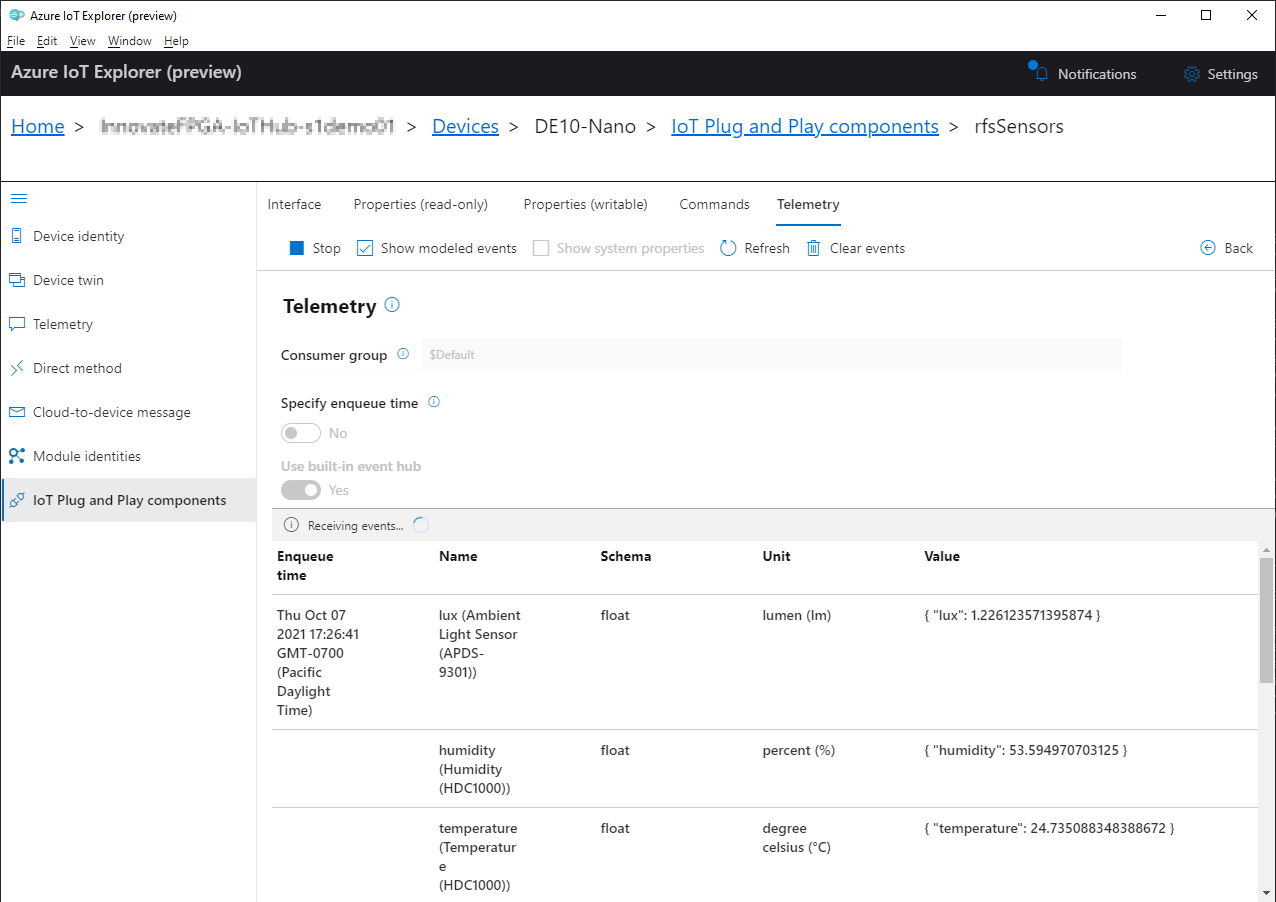 Azure IoT Explorer (preview)
File Edit View Window Help
Azure IoT Explorer (preview)
Notifications
Settings
Home > InnovateFPGA-IoTHub-s1demo01 > Devices > DE10-Nano > IoT Plug and Play components > rfsSensors
Device identity
Device twin
Telemetry
Direct method
Cloud-to-device message
Module identities
IoT Plug and Play components
Interface Properties (read-only) Properties (writable) Commands Telemetry
Stop Show modeled events Show system properties Refresh Clear events Back
Telemetry
Consumer group $Default
Specify enqueue time
No
Use built-in event hub
Yes
Receiving events...
Enqueue
time
Name
Schema
Unit
Value
Thu Oct 07
2021 17:26:41
GMT-0700
(Pacific
Daylight
Time)
lux (Ambient
Light Sensor
(APDS-
9301))
float
lumen (lm)
{ "lux": 1.226123571395874 }
humidity
(Humidity
(HDC1000))
float
percent (%)
{ "humidity": 53.594970703125 }
temperature
(Temperatur
e
(HDC1000))
float
degree
celsius (°C)
{ "temperature": 24.735088348388672 }